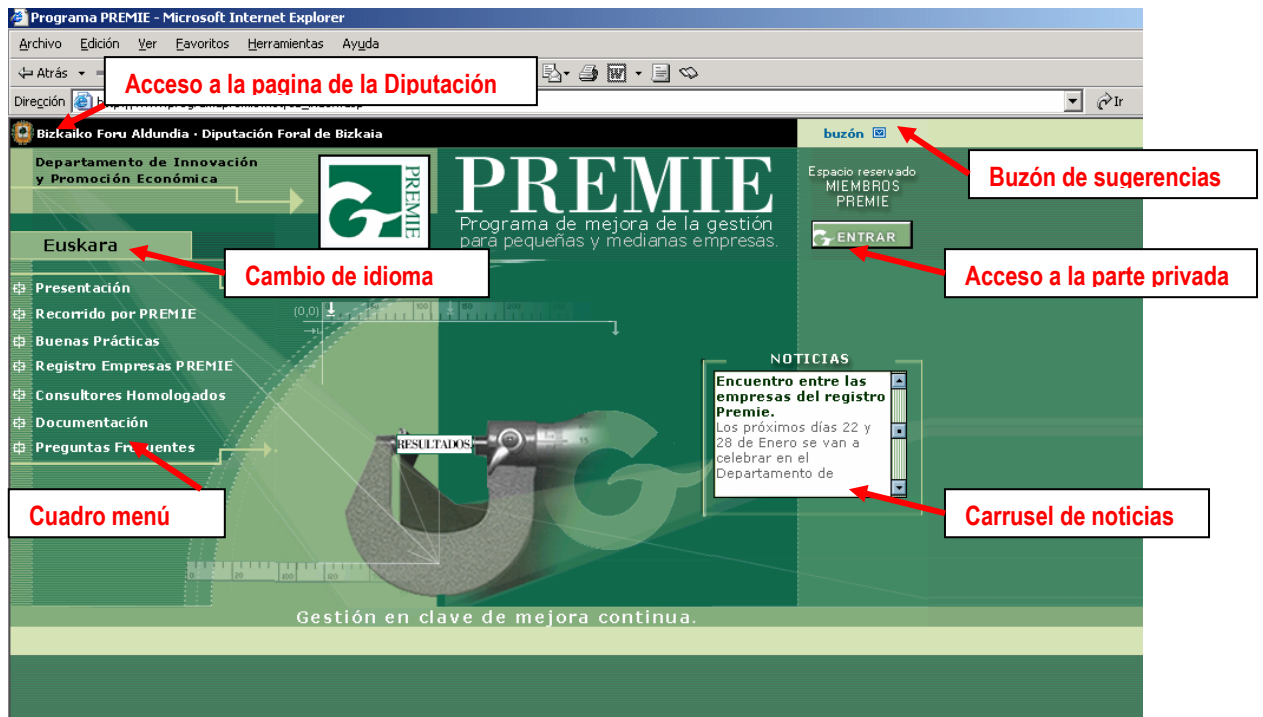 Programa PREMIE - Microsoft Internet Explorer
Archivo Edición Ver Favoritos Herramientas Ayuda
Atrás
Acceso a la pagina de la Diputación
Dirección
Ir
Bizkaiko Foru Aldundia · Diputación Foral de Bizkaia
buzón
Buzón de sugerencias
Departamento de Innovación
y Promoción Económica
PREMIE
PREMIE
Programa de mejora de la gestión
para pequeñas y medianas empresas.
Espacio reservado
MIEMBROS
PREMIE
ENTRAR
Acceso a la parte privada
Euskara
Cambio de idioma
Presentación
Recorrido por PREMIE
Buenas Prácticas
Registro Empresas PREMIE
Consultores Homologados
Documentación
Preguntas Frecuentes
Cuadro menú
(0,0)
RESULTADOS
NOTICIAS
Encuentro entre las
empresas del registro
Premie.
Los próximos días 22 y
28 de Enero se van a
celebrar en el
Departamento de
Carrusel de noticias
Gestión en clave de mejora continua.